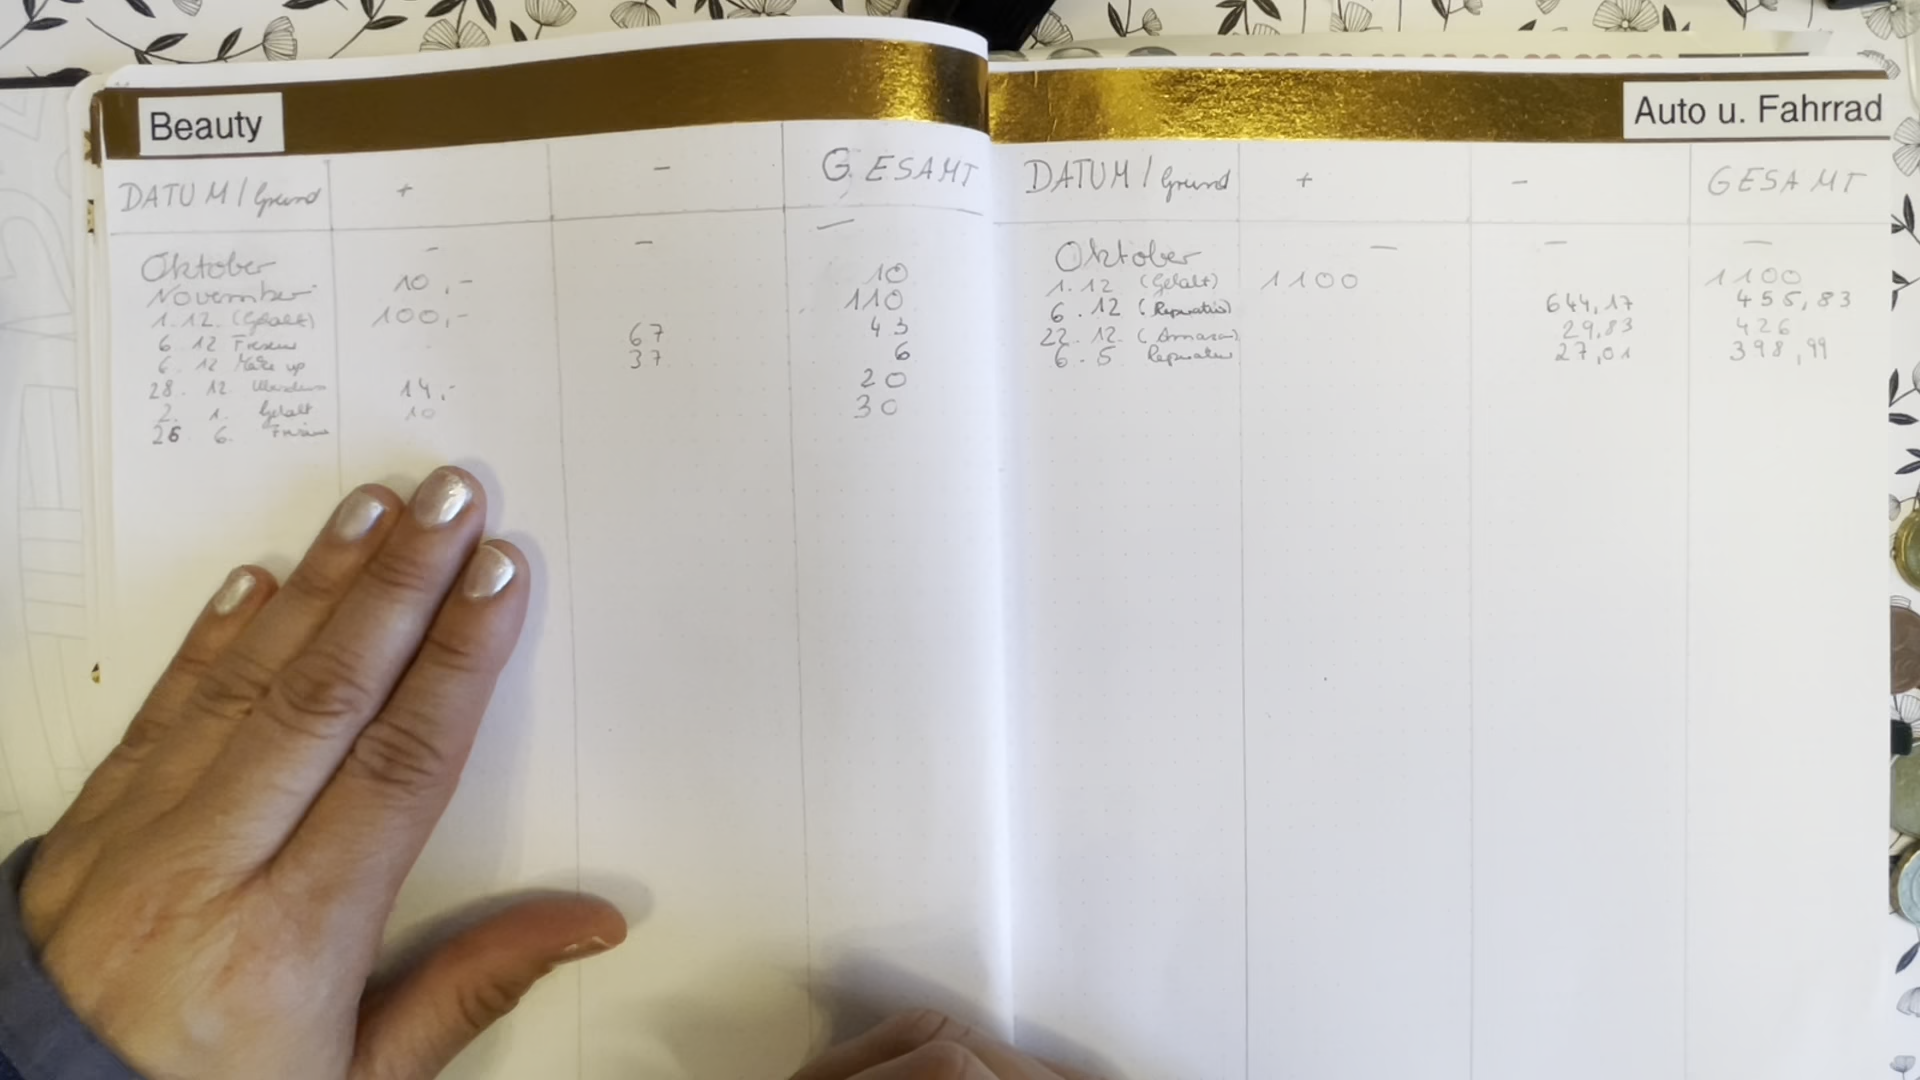 Beauty
DATUM / Grund + - GESAMT
Oktober - - -
November 10,- 10
1.12. (Gehalt) 100,- 110
6 12 Friseur 67 43
6. 12 Make up 37 6
28. 12. 14,- 20
2. 1. Gehalt 10 30
26 6. Friseur
Auto u. Fahrrad
DATUM / Grund + - GESAMT
Oktober - - -
1.12 (Gehalt) 1100 1100
6.12 (Reparatur) 644,17 455,83
22.12. (Amazon) 29,83 426
6.5 Reparatur 27,01 398,99